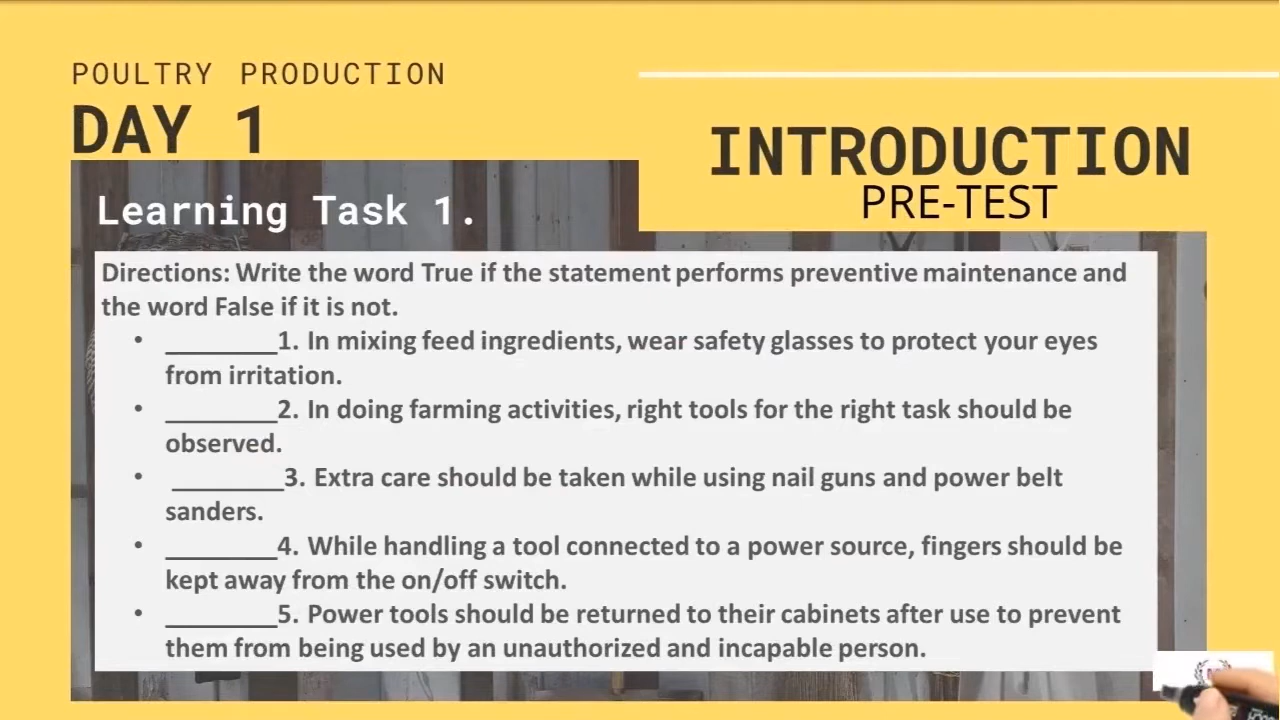 POULTRY PRODUCTION
DAY 1
INTRODUCTION
PRE-TEST
Learning Task 1.
Directions: Write the word True if the statement performs preventive maintenance and
the word False if it is not.
• ________1. In mixing feed ingredients, wear safety glasses to protect your eyes
from irritation.
• ________2. In doing farming activities, right tools for the right task should be
observed.
• ________3. Extra care should be taken while using nail guns and power belt
sanders.
• ________4. While handling a tool connected to a power source, fingers should be
kept away from the on/off switch.
• ________5. Power tools should be returned to their cabinets after use to prevent
them from being used by an unauthorized and incapable person.